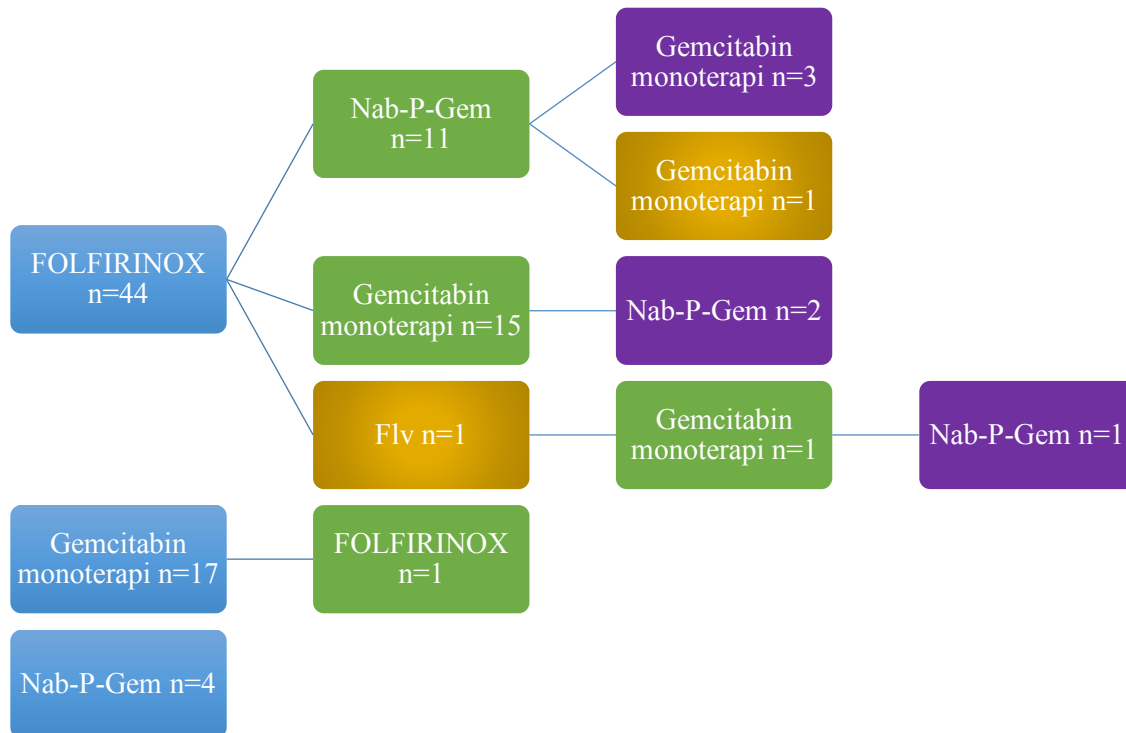 Gemcitabin
monoterapi n=3
Nab-P-Gem
n=11
Gemcitabin
monoterapi n=1
FOLFIRINOX
n=44
Gemcitabin
monoterapi n=15
Nab-P-Gem n=2
Flv n=1
Gemcitabin
monoterapi n=1
Nab-P-Gem n=1
Gemcitabin
monoterapi n=17
FOLFIRINOX
n=1
Nab-P-Gem n=4